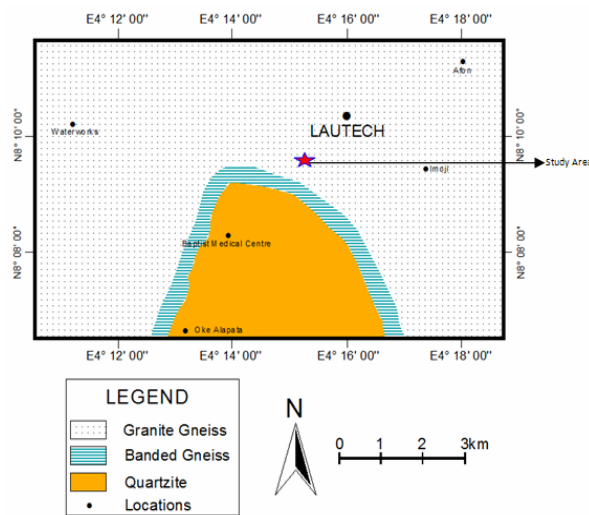 E4° 12' 00'' E4° 14' 00'' E4° 16' 00'' E4° 18' 00''
Afon
Waterworks
LAUTECH
N8° 10' 00'' N8° 10' 00''
Study Area
Imoji
Baptist Medical Centre
N8° 08' 00'' N8° 08' 00''
Oke Alapata
E4° 12' 00'' E4° 14' 00'' E4° 16' 00'' E4° 18' 00''
LEGEND
Granite Gneiss
Banded Gneiss
Quartzite
Locations
N
0 1 2 3km